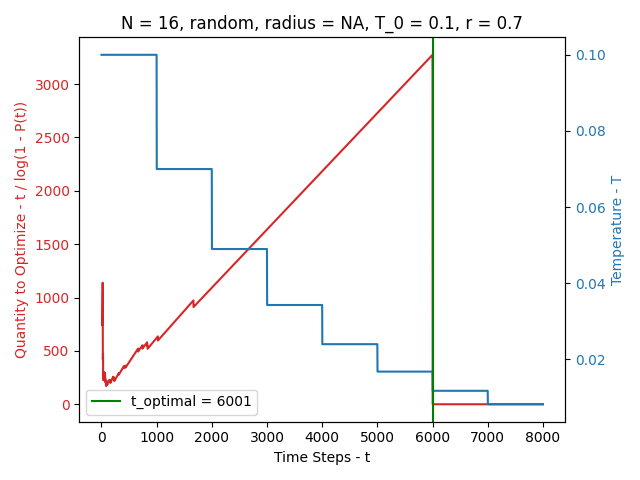 N = 16, random, radius = NA, T_0 = 0.1, r = 0.7
Quantity to Optimize - t / log(1 - P(t))
3000
2500
2000
1500
1000
500
0
0.10
0.08
0.06
0.04
0.02
Temperature - T
t_optimal = 6001
0 1000 2000 3000 4000 5000 6000 7000 8000
Time Steps - t